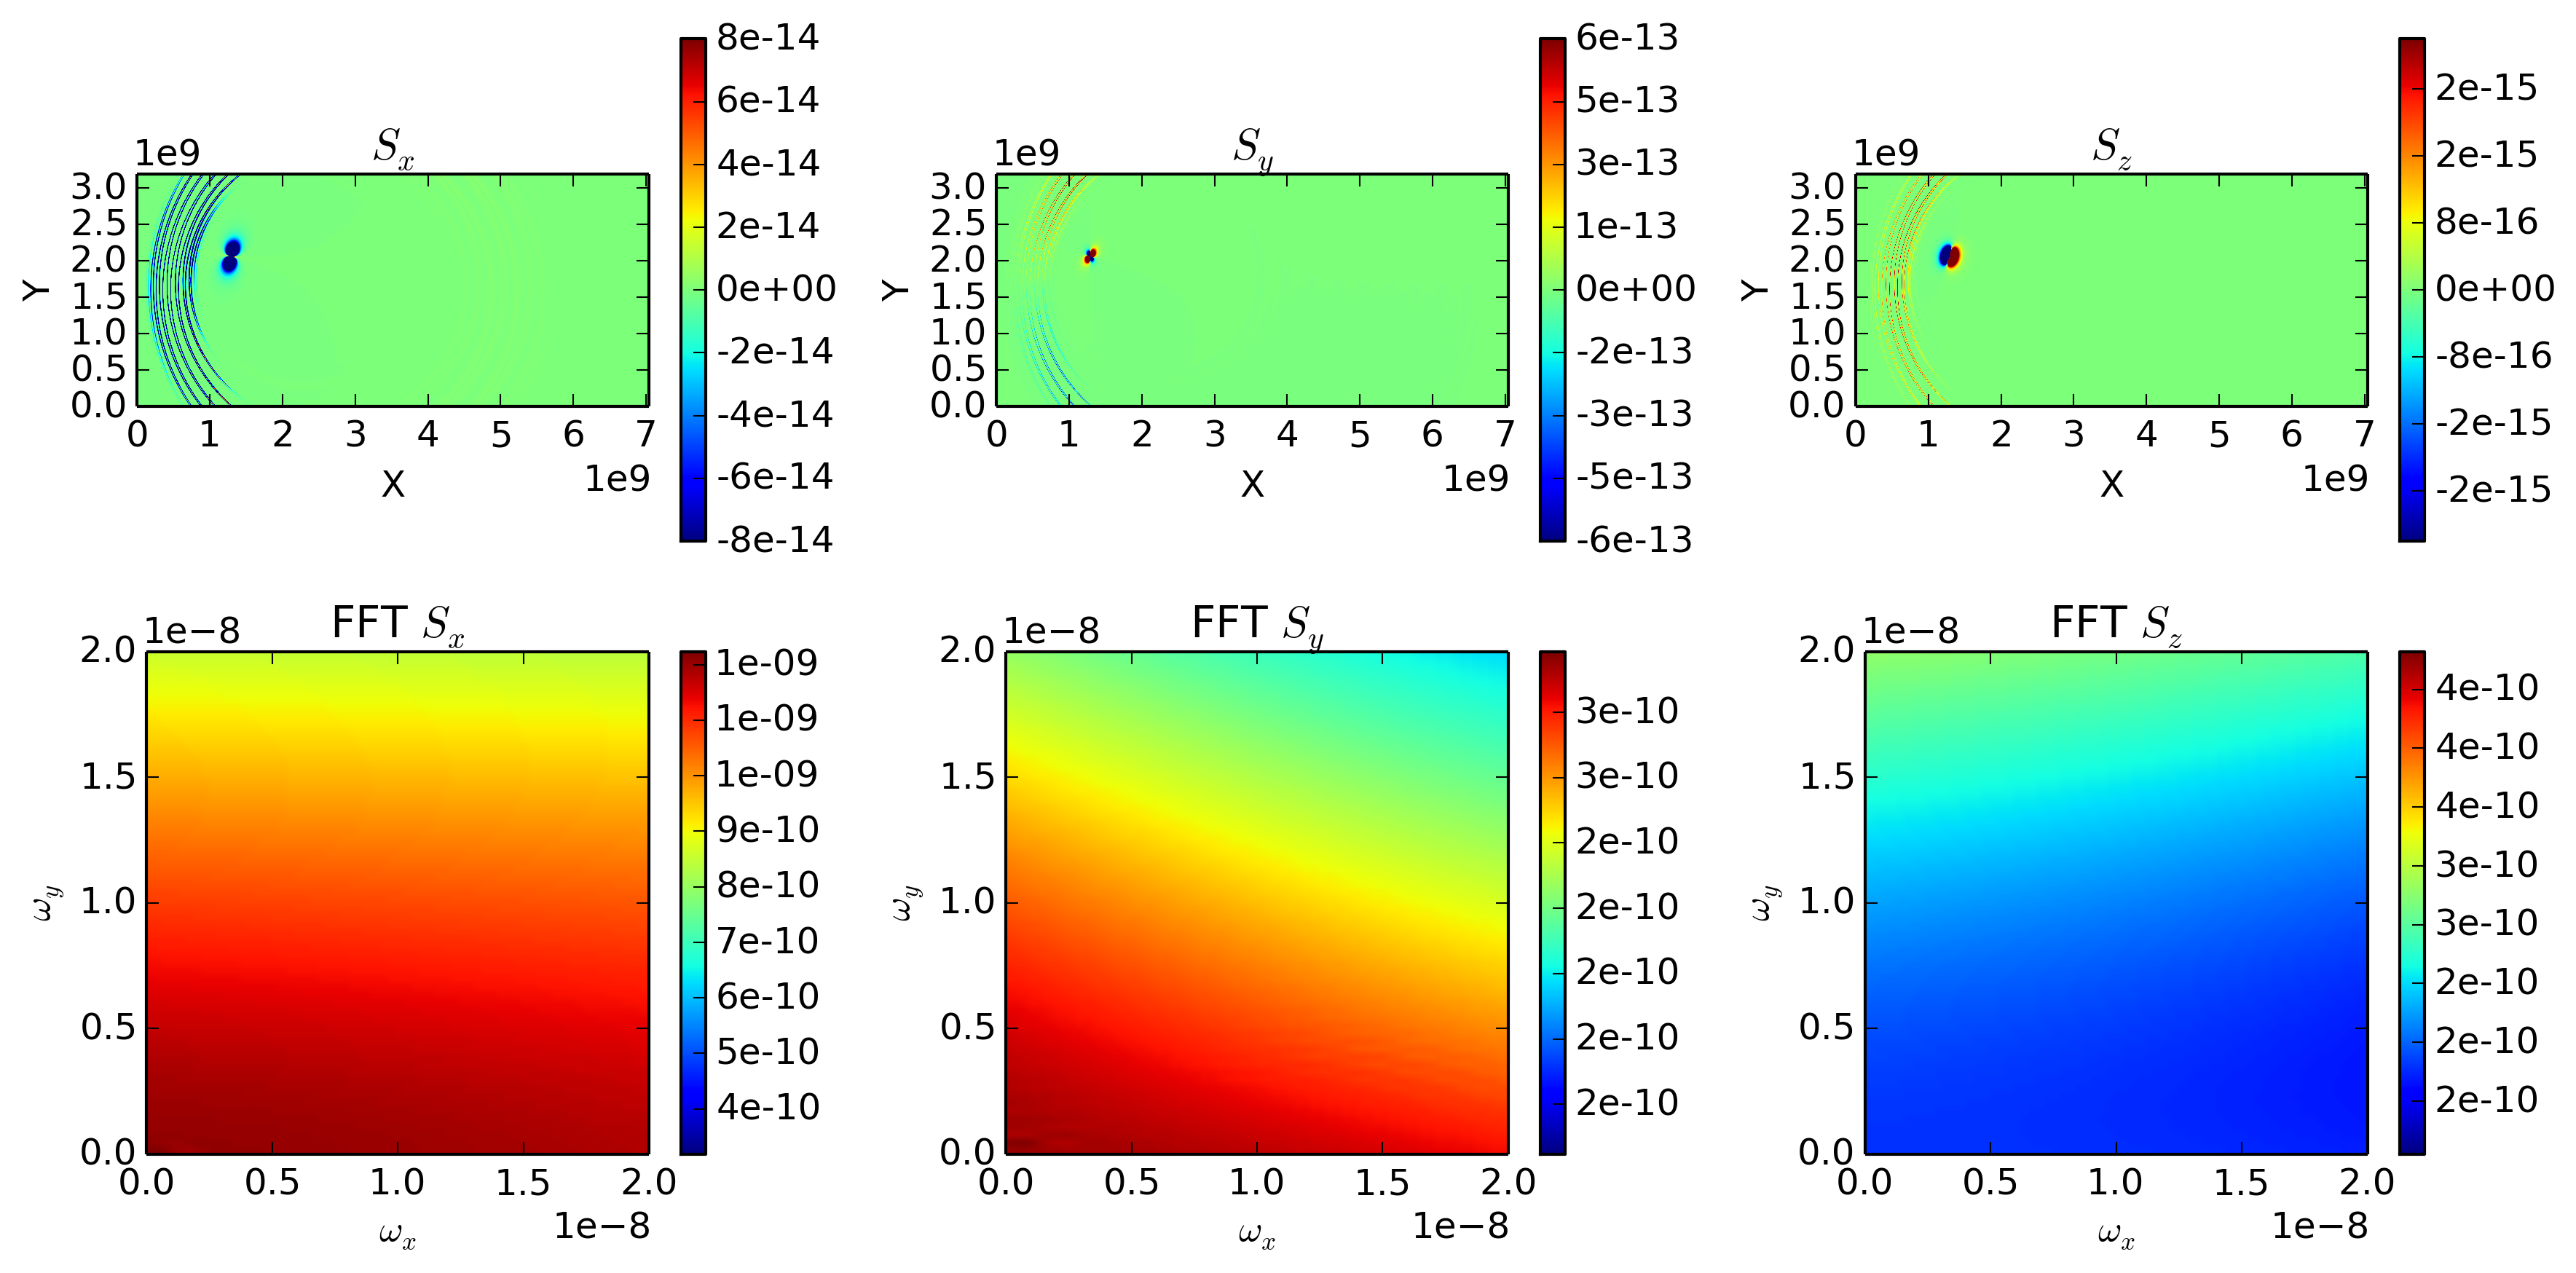 S_x
1e9
3.0
2.5
2.0
1.5
1.0
0.5
0.0
Y
0 1 2 3 4 5 6 7
X
1e9
8e-14
6e-14
4e-14
2e-14
0e+00
-2e-14
-4e-14
-6e-14
-8e-14
S_y
1e9
3.0
2.5
2.0
1.5
1.0
0.5
0.0
Y
0 1 2 3 4 5 6 7
X
1e9
6e-13
5e-13
3e-13
1e-13
0e+00
-2e-13
-3e-13
-5e-13
-6e-13
S_z
1e9
3.0
2.5
2.0
1.5
1.0
0.5
0.0
Y
0 1 2 3 4 5 6 7
X
1e9
2e-15
2e-15
8e-16
0e+00
-8e-16
-2e-15
-2e-15
FFT S_x
1e−8
2.0
1.5
1.0
0.5
0.0
ω_y
0.0 0.5 1.0 1.5 2.0
ω_x
1e−8
1e-09
1e-09
1e-09
9e-10
8e-10
7e-10
6e-10
5e-10
4e-10
FFT S_y
1e−8
2.0
1.5
1.0
0.5
0.0
ω_y
0.0 0.5 1.0 1.5 2.0
ω_x
1e−8
3e-10
3e-10
2e-10
2e-10
2e-10
2e-10
2e-10
FFT S_z
1e−8
2.0
1.5
1.0
0.5
0.0
ω_y
0.0 0.5 1.0 1.5 2.0
ω_x
1e−8
4e-10
4e-10
4e-10
3e-10
3e-10
2e-10
2e-10
2e-10